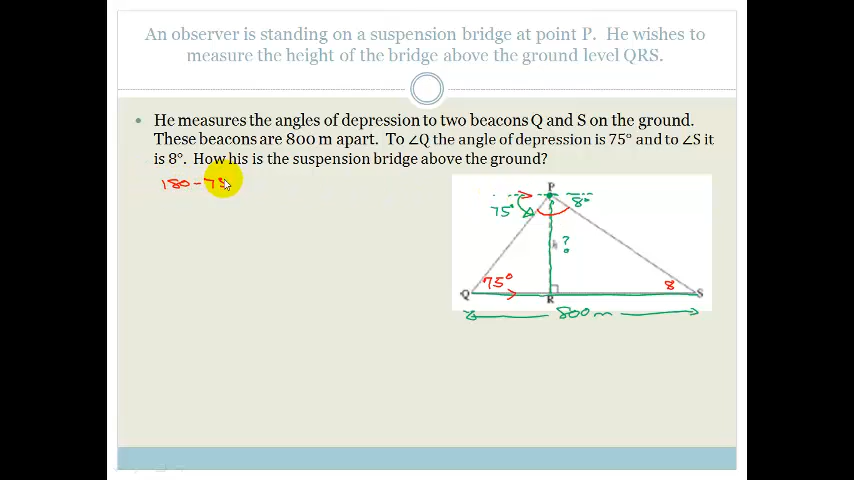 An observer is standing on a suspension bridge at point P. He wishes to
measure the height of the bridge above the ground level QRS.
He measures the angles of depression to two beacons Q and S on the ground.
These beacons are 800 m apart. To ∠Q the angle of depression is 75° and to ∠S it
is 8°. How his is the suspension bridge above the ground?
180-75
P
75° 8°
?
75° 8
Q R S
800m